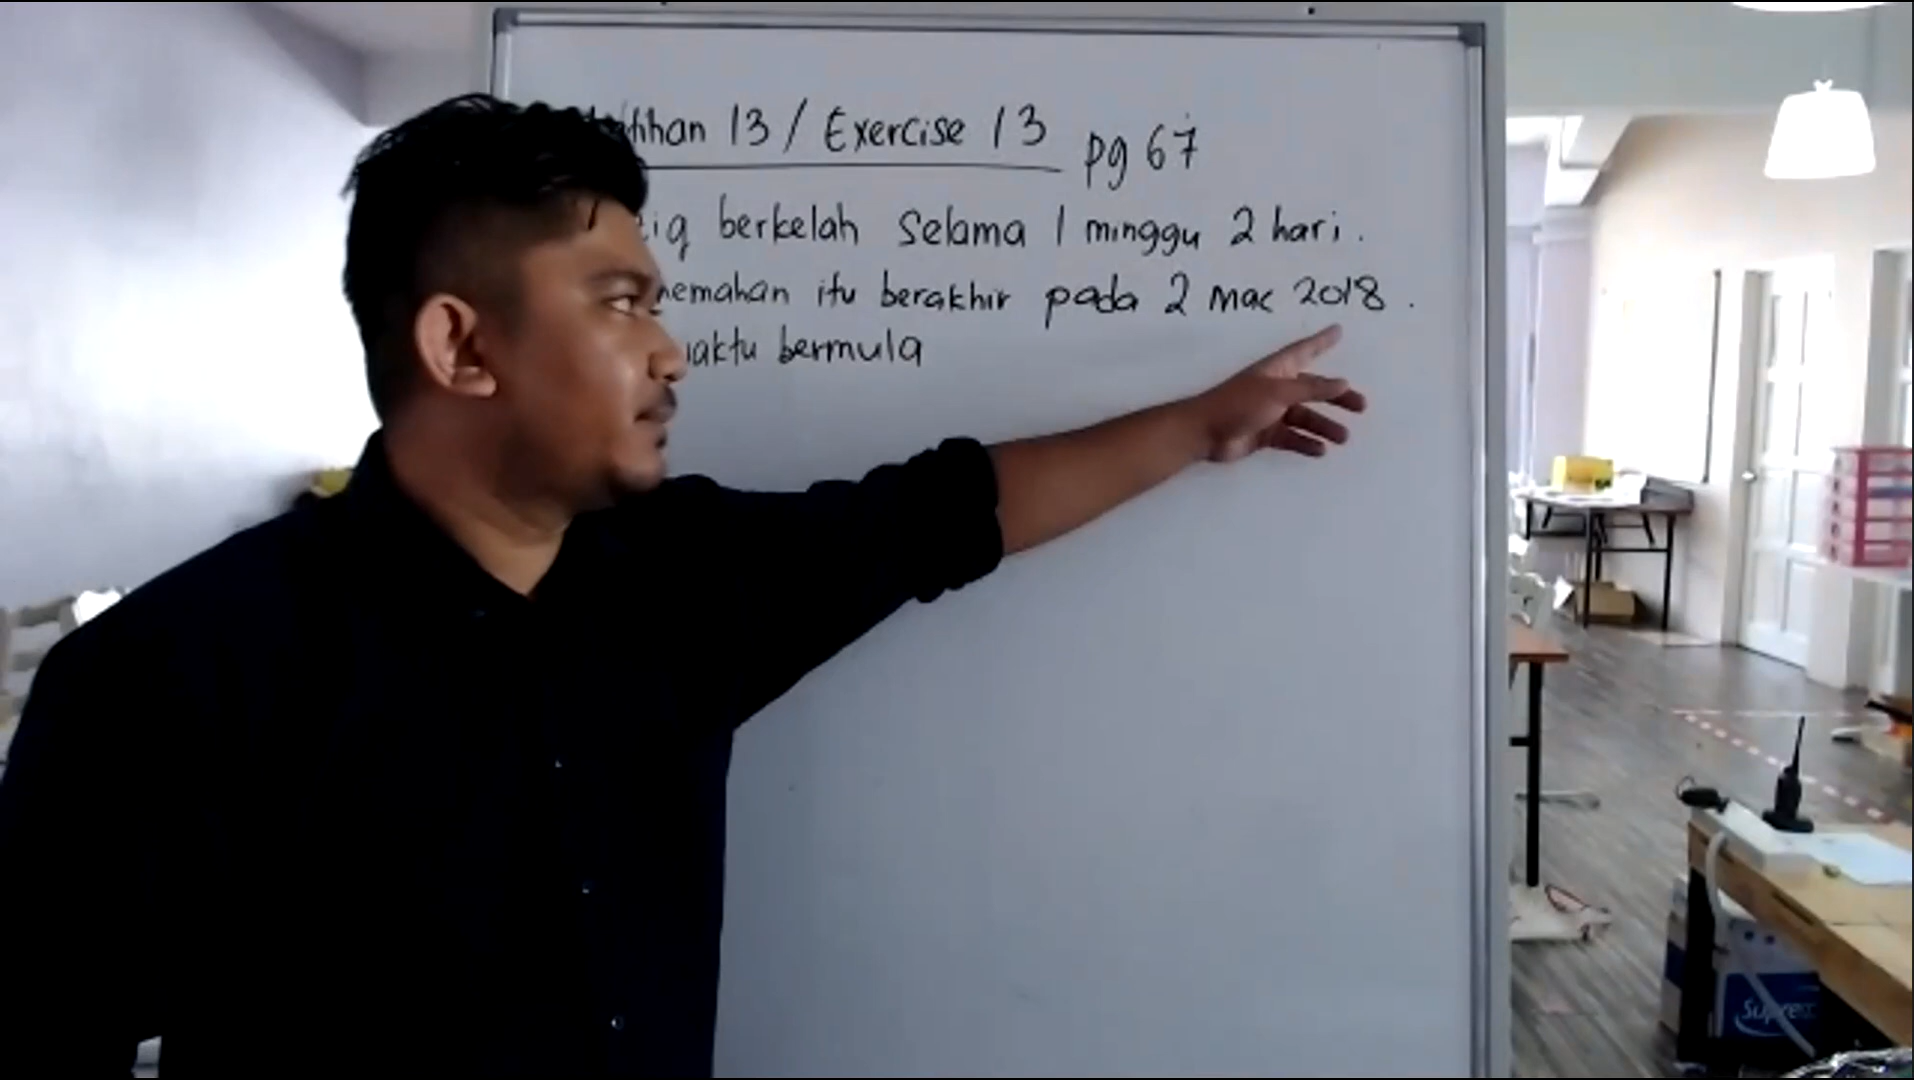 13 / Exercise 13 pg 67
berkelah selama 1 minggu 2 hari.
itu berakhir pada 2 mac 2018.
bermula